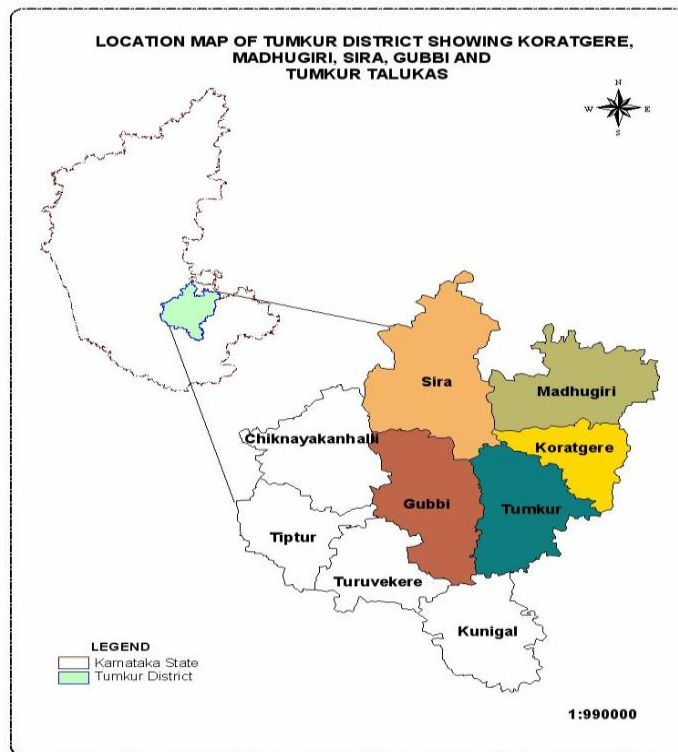 LOCATION MAP OF TUMKUR DISTRICT SHOWING KORATGERE,
MADHUGIRI, SIRA, GUBBI AND
TUMKUR TALUKAS
N
W E
S
Sira
Madhugiri
Chiknayakanhalli
Koratgere
Gubbi
Tumkur
Tiptur
Turuvekere
Kunigal
LEGEND
Karnataka State
Tumkur District
1:990000